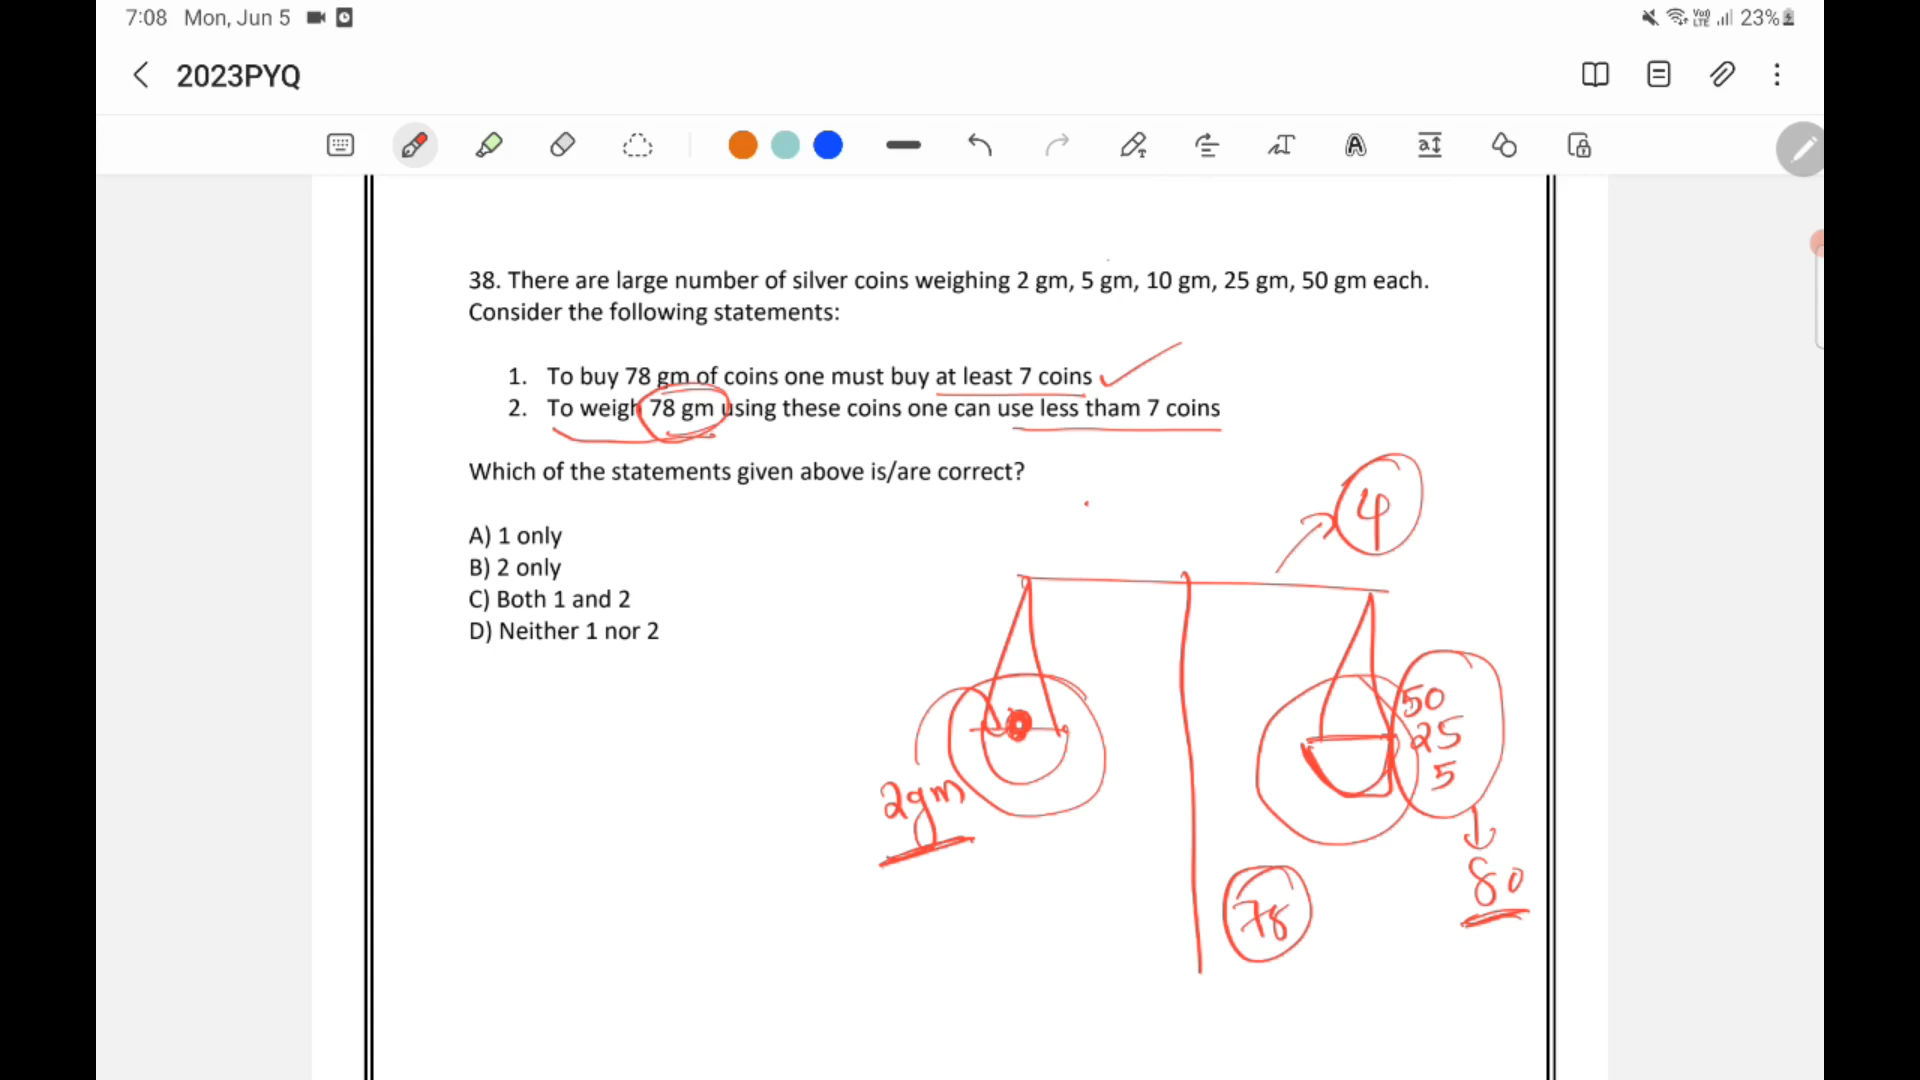 7:08 Mon, Jun 5
Vo) LTE 23%
2023PYQ
38. There are large number of silver coins weighing 2 gm, 5 gm, 10 gm, 25 gm, 50 gm each.
Consider the following statements:
1. To buy 78 gm of coins one must buy at least 7 coins
2. To weigh 78 gm using these coins one can use less tham 7 coins
Which of the statements given above is/are correct?
A) 1 only
B) 2 only
C) Both 1 and 2
D) Neither 1 nor 2
4
50
25
5
2gm
80
78